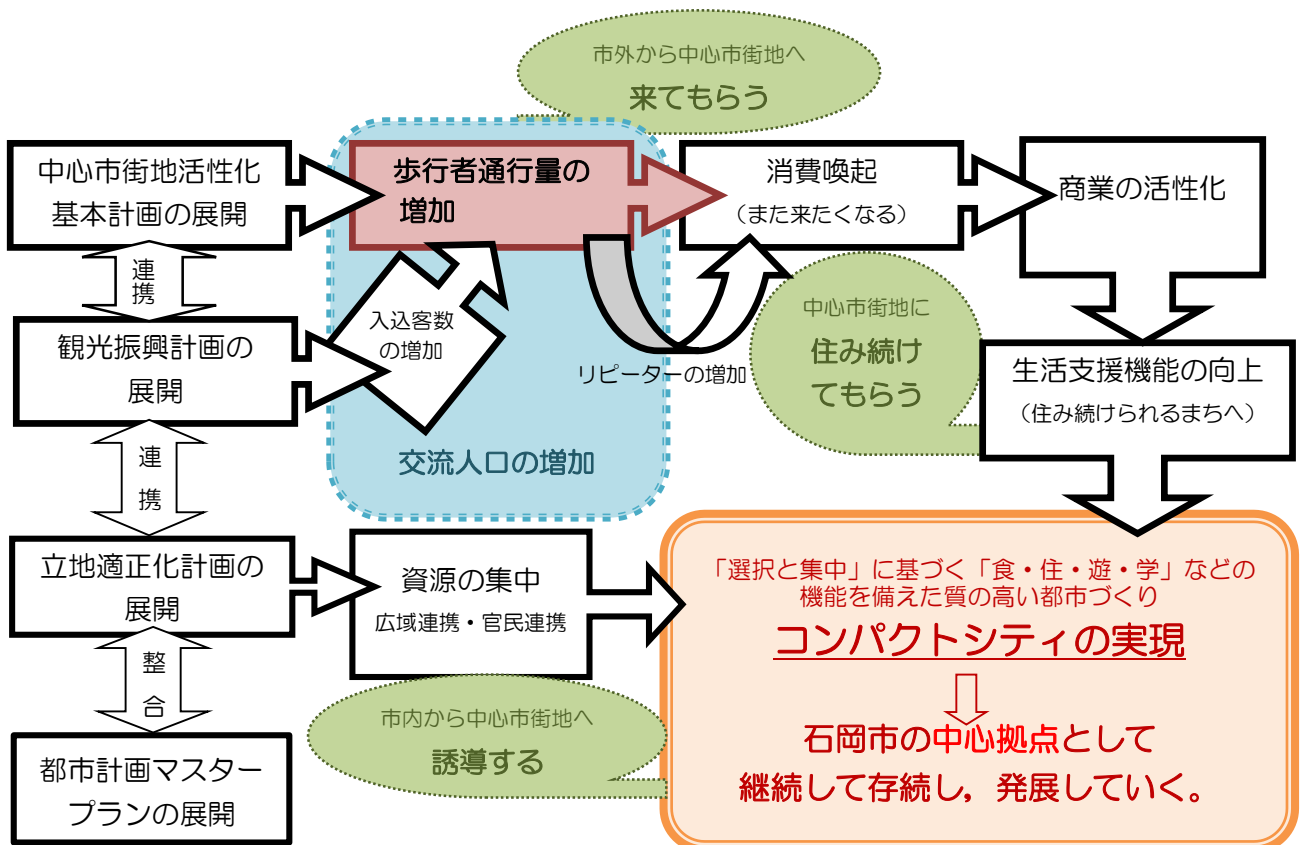 市外から中心市街地へ
来てもらう
中心市街地活性化
基本計画の展開
歩行者通行量の
増加
消費喚起
（また来たくなる）
商業の活性化
連
携
入込客数
の増加
リピーターの増加
中心市街地に
住み続け
てもらう
観光振興計画の
展開
生活支援機能の向上
（住み続けられるまちへ）
交流人口の増加
連
携
立地適正化計画の
展開
資源の集中
広域連携・官民連携
「選択と集中」に基づく「食・住・遊・学」などの
機能を備えた質の高い都市づくり
コンパクトシティの実現
整
合
市内から中心市街地へ
誘導する
石岡市の中心拠点として
継続して存続し，発展していく。
都市計画マスター
プランの展開